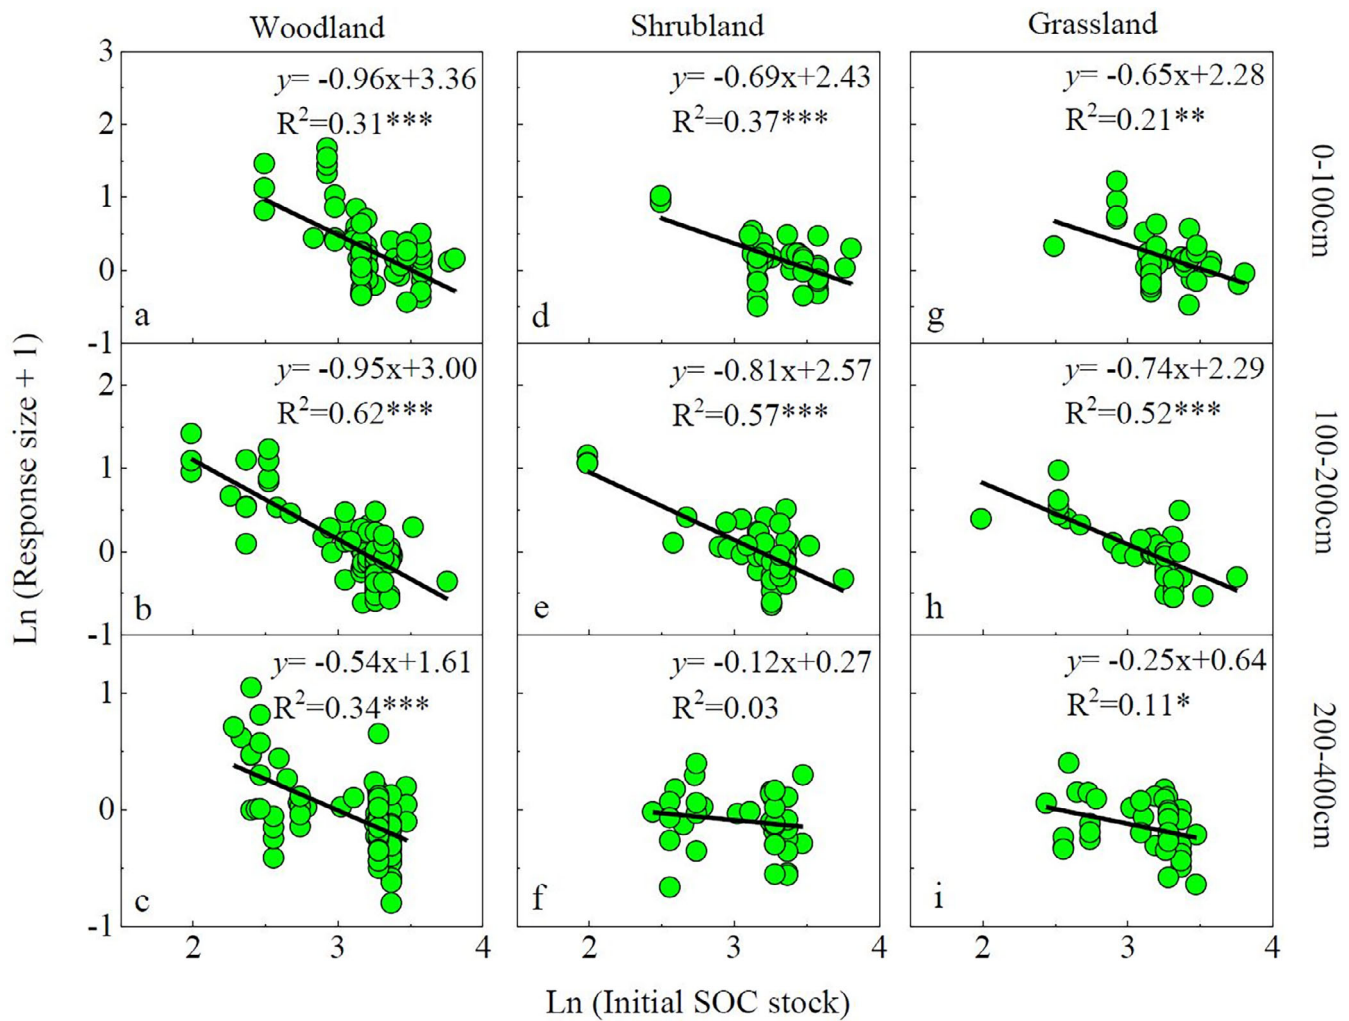 Woodland
Shrubland
Grassland
3
2
1
0
-1
y= -0.96x+3.36
R²=0.31***
a
y= -0.69x+2.43
R²=0.37***
d
y= -0.65x+2.28
R²=0.21**
g
0-100cm
2
1
0
-1
y= -0.95x+3.00
R²=0.62***
b
y= -0.81x+2.57
R²=0.57***
e
y= -0.74x+2.29
R²=0.52***
h
100-200cm
1
0
-1
y= -0.54x+1.61
R²=0.34***
c
y= -0.12x+0.27
R²=0.03
f
y= -0.25x+0.64
R²=0.11*
i
200-400cm
2 3 4
2 3 4
2 3 4
Ln (Response size + 1)
Ln (Initial SOC stock)